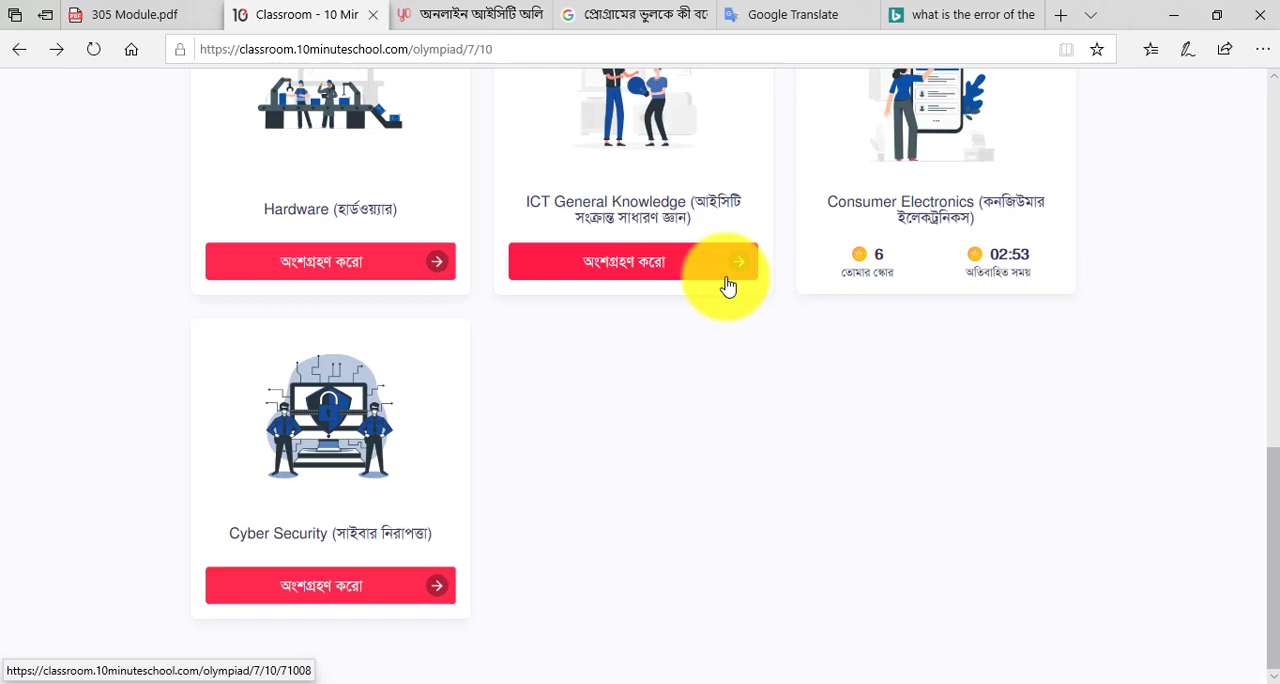 305 Module.pdf
Classroom - 10 Mir
অনলাইন আইসিটি অলি
প্রোগ্রামের ভুলকে কী বে
Google Translate
what is the error of the
https://classroom.10minuteschool.com/olympiad/7/10
Hardware (হার্ডওয়্যার)
অংশগ্রহণ করো
ICT General Knowledge (আইসিটি
সংক্রান্ত সাধারণ জ্ঞান)
অংশগ্রহণ করো
Consumer Electronics (কনজিউমার
ইলেকট্রনিকস)
6
তোমার স্কোর
02:53
অতিবাহিত সময়
Cyber Security (সাইবার নিরাপত্তা)
অংশগ্রহণ করো
https://classroom.10minuteschool.com/olympiad/7/10/71008